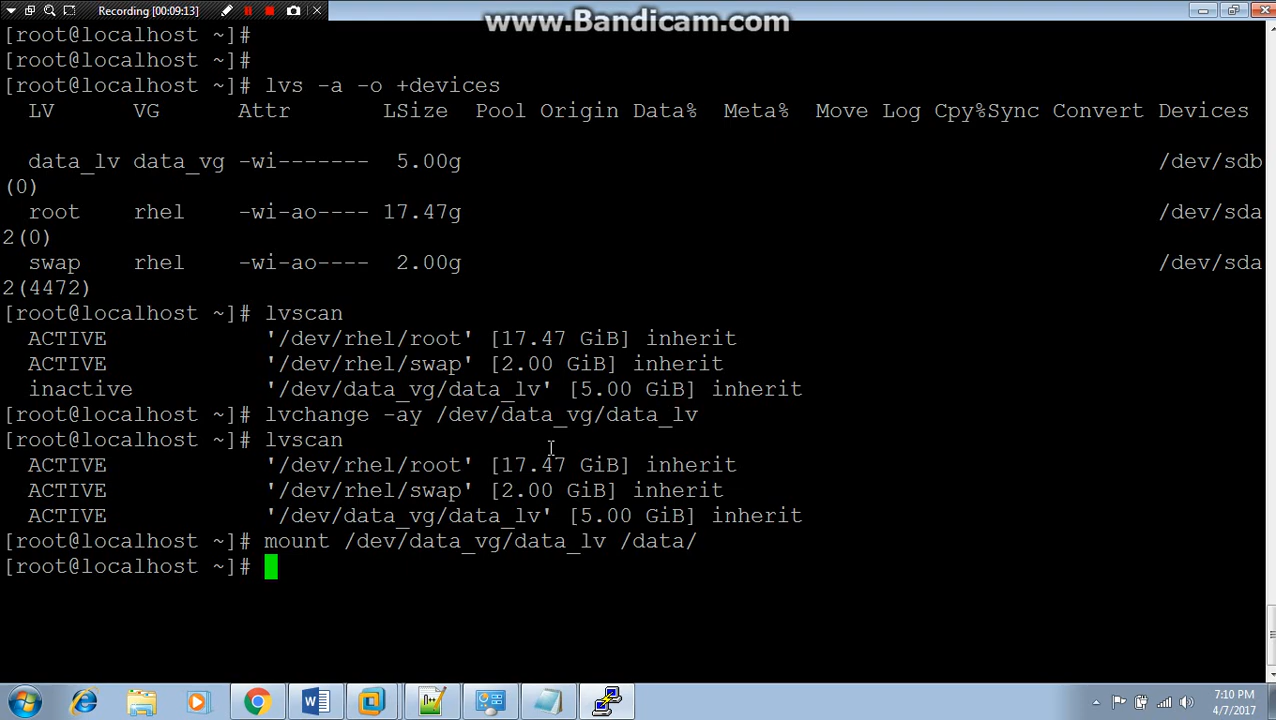 Recording [00:09:13]
www.Bandicam.com
[root@localhost ~]#
[root@localhost ~]#
[root@localhost ~]# lvs -a -o +devices
  LV      VG      Attr       LSize  Pool Origin Data%  Meta%  Move Log Cpy%Sync Convert Devices
  data_lv data_vg -wi-------  5.00g                                                     /dev/sdb
(0)
  root    rhel    -wi-ao---- 17.47g                                                     /dev/sda
2(0)
  swap    rhel    -wi-ao----  2.00g                                                     /dev/sda
2(4472)
[root@localhost ~]# lvscan
  ACTIVE            '/dev/rhel/root' [17.47 GiB] inherit
  ACTIVE            '/dev/rhel/swap' [2.00 GiB] inherit
  inactive          '/dev/data_vg/data_lv' [5.00 GiB] inherit
[root@localhost ~]# lvchange -ay /dev/data_vg/data_lv
[root@localhost ~]# lvscan
  ACTIVE            '/dev/rhel/root' [17.47 GiB] inherit
  ACTIVE            '/dev/rhel/swap' [2.00 GiB] inherit
  ACTIVE            '/dev/data_vg/data_lv' [5.00 GiB] inherit
[root@localhost ~]# mount /dev/data_vg/data_lv /data/
[root@localhost ~]#
7:10 PM
4/7/2017